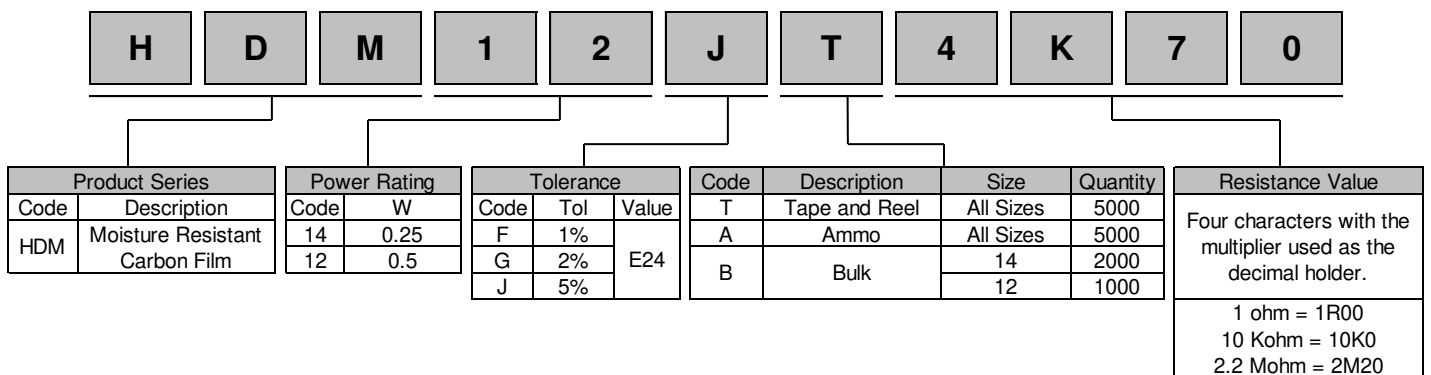 H D M 1 2 J T 4 K 7 0
Product Series
Code Description
HDM Moisture Resistant
Carbon Film
Power Rating
Code W
14 0.25
12 0.5
Tolerance
Code Tol Value
F 1% E24
G 2%
J 5%
Code Description Size Quantity
T Tape and Reel All Sizes 5000
A Ammo All Sizes 5000
B Bulk 14 2000
12 1000
Resistance Value
Four characters with the
multiplier used as the
decimal holder.
1 ohm = 1R00
10 Kohm = 10K0
2.2 Mohm = 2M20